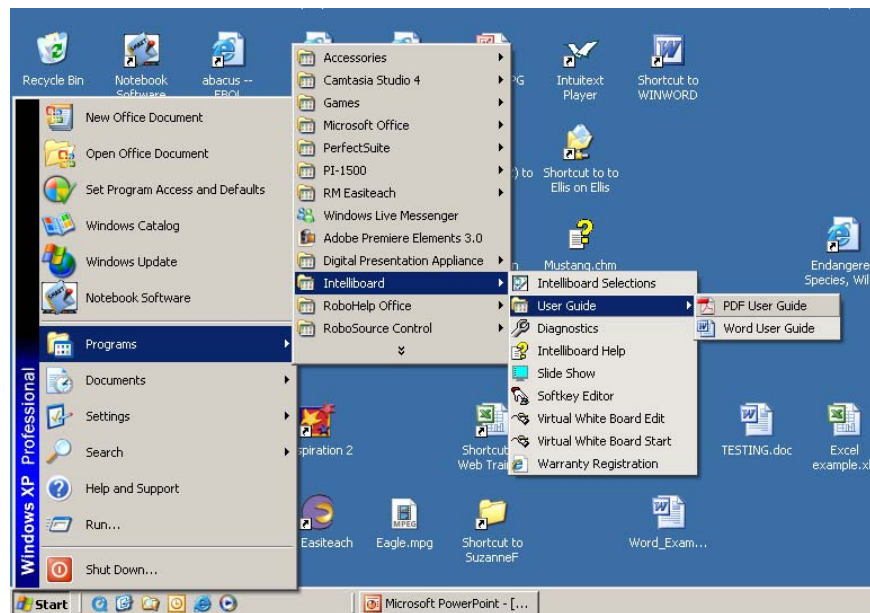 Recycle Bin
Notebook
Software
abacus --
EBOL
PG
Intuitext
Player
Shortcut to
WINWORD
New Office Document
Open Office Document
Set Program Access and Defaults
Windows Catalog
Windows Update
Notebook Software
Programs
Documents
Settings
Search
Help and Support
Run...
Shut Down...
Windows XP Professional
Accessories
Camtasia Studio 4
Games
Microsoft Office
PerfectSuite
PI-1500
RM Easiteach
Windows Live Messenger
Adobe Premiere Elements 3.0
Digital Presentation Appliance
Intelliboard
RoboHelp Office
RoboSource Control
) to
Shortcut to to
Ellis on Ellis
Mustang.chm
Endangere
Species, Wil
Intelliboard Selections
User Guide
Diagnostics
Intelliboard Help
Slide Show
Softkey Editor
Virtual White Board Edit
Virtual White Board Start
Warranty Registration
PDF User Guide
Word User Guide
spiration 2
Shortcut
Web Train
TESTING.doc
Excel
example.xl
Easiteach
MPEG
Eagle.mpg
Shortcut to
SuzanneF
Word_Exam...
Start
Microsoft PowerPoint - [...